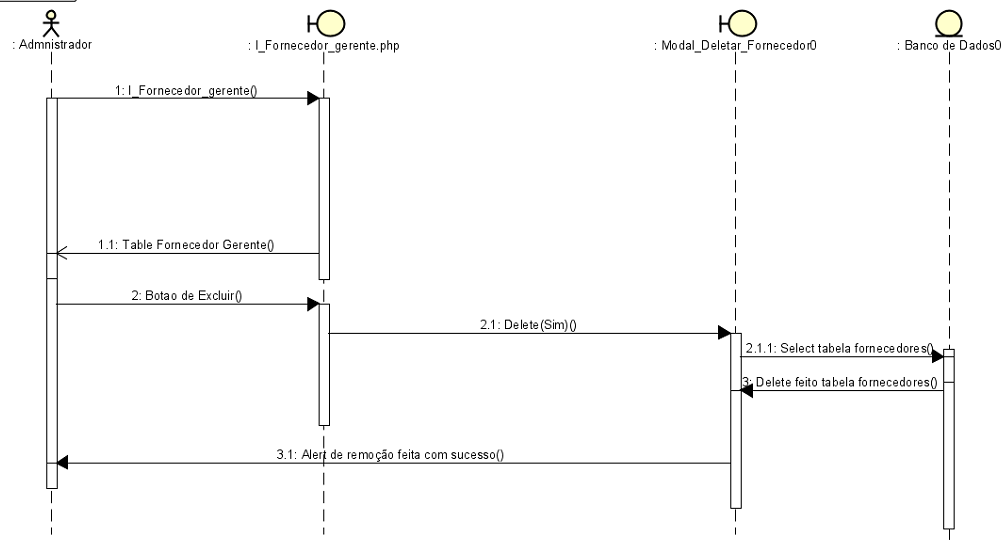 : Admnistrador
: I_Fornecedor_gerente.php
: Modal_Deletar_Fornecedor0
: Banco de Dados0
1: I_Fornecedor_gerente()
1.1: Table Fornecedor Gerente()
2: Botao de Excluir()
2.1: Delete(Sim)()
2.1.1: Select tabela fornecedores()
3: Delete feito tabela fornecedores()
3.1: Alert de remoção feita com sucesso()